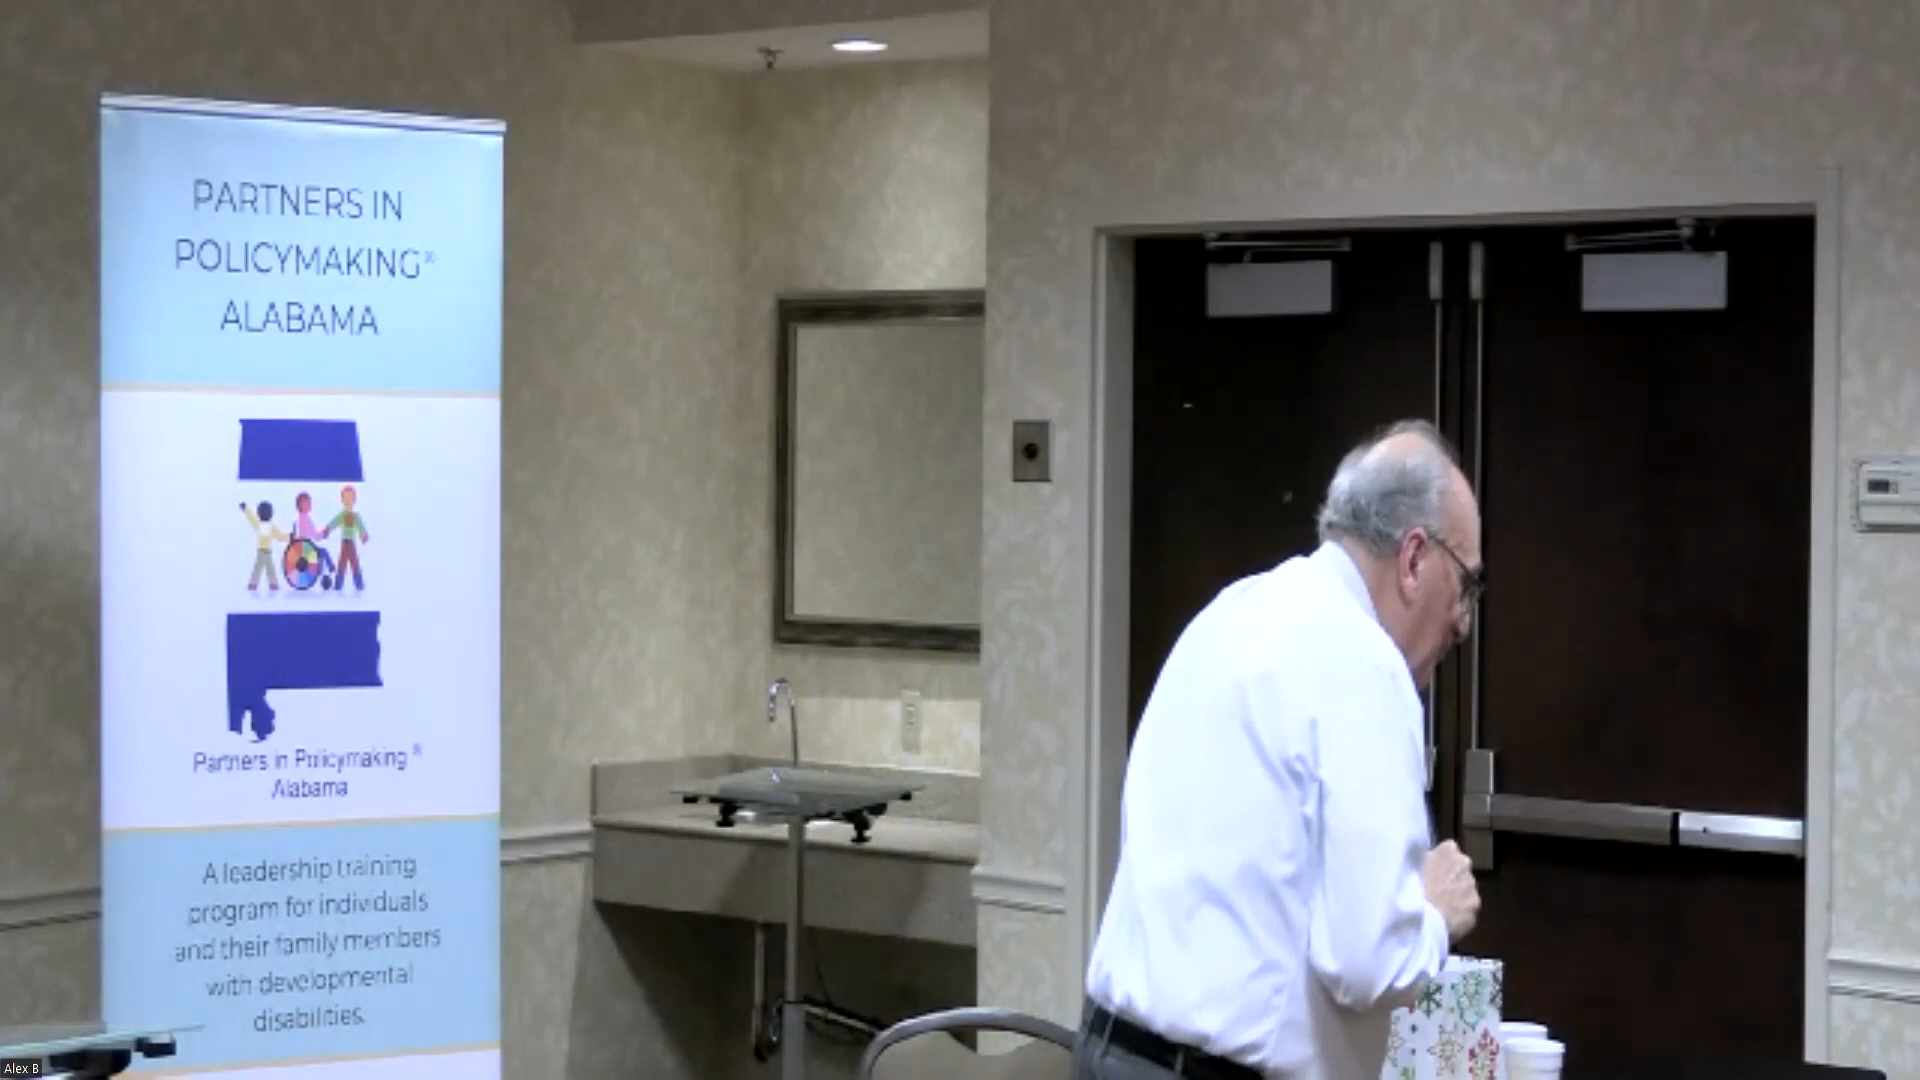 PARTNERS IN
POLICYMAKING®
ALABAMA
Partners in Policymaking ®
Alabama
A leadership training
program for individuals
and their family members
with developmental
disabilities.
Alex B